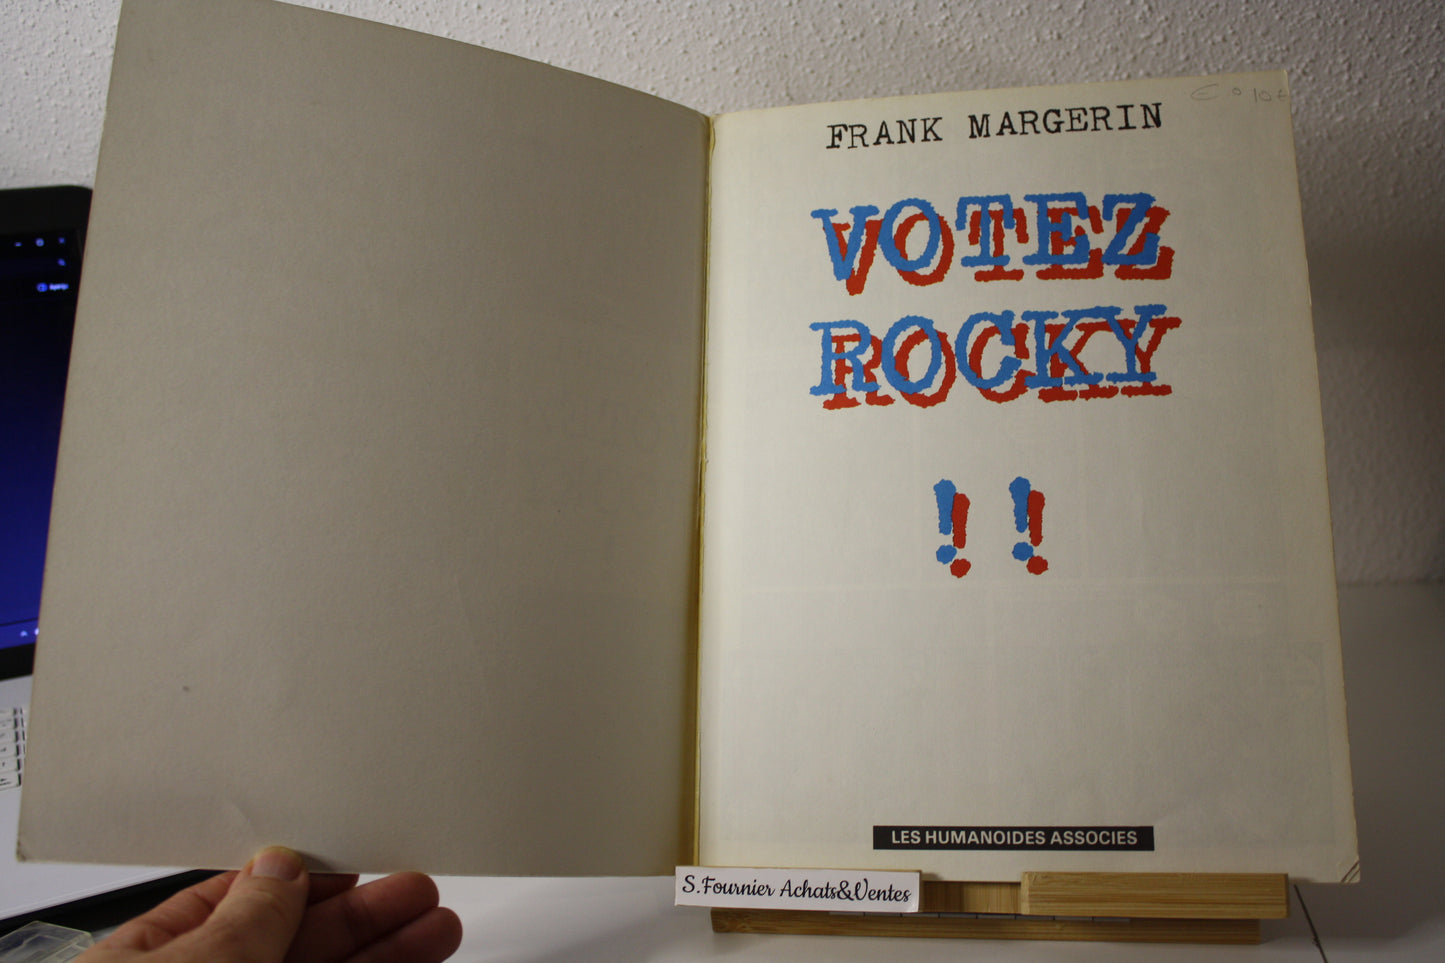 FRANK MARGERIN
VOTEZ
ROCKY
!!
LES HUMANOIDES ASSOCIES
S.Fournier Achats&Ventes